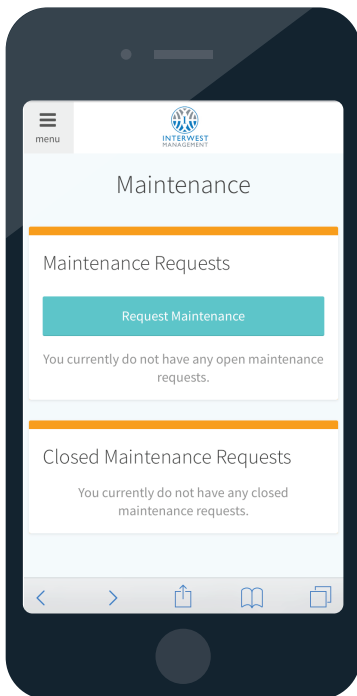 menu
INTERWEST
MANAGEMENT
Maintenance
Maintenance Requests
Request Maintenance
You currently do not have any open maintenance
requests.
Closed Maintenance Requests
You currently do not have any closed
maintenance requests.